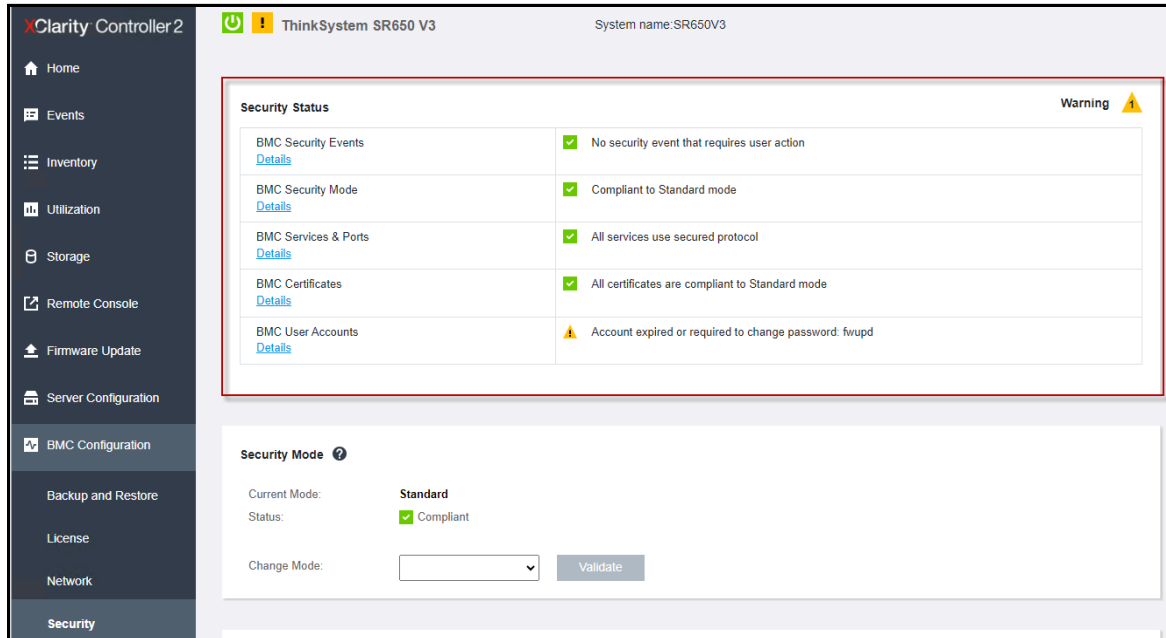 XClarity Controller 2
ThinkSystem SR650 V3
System name:SR650V3
Home
Events
Inventory
Utilization
Storage
Remote Console
Firmware Update
Server Configuration
BMC Configuration
Backup and Restore
License
Network
Security
Security Status
Warning 1
BMC Security Events
Details
No security event that requires user action
BMC Security Mode
Details
Compliant to Standard mode
BMC Services & Ports
Details
All services use secured protocol
BMC Certificates
Details
All certificates are compliant to Standard mode
BMC User Accounts
Details
Account expired or required to change password: fwupd
Security Mode ?
Current Mode: Standard
Status: Compliant
Change Mode: Validate